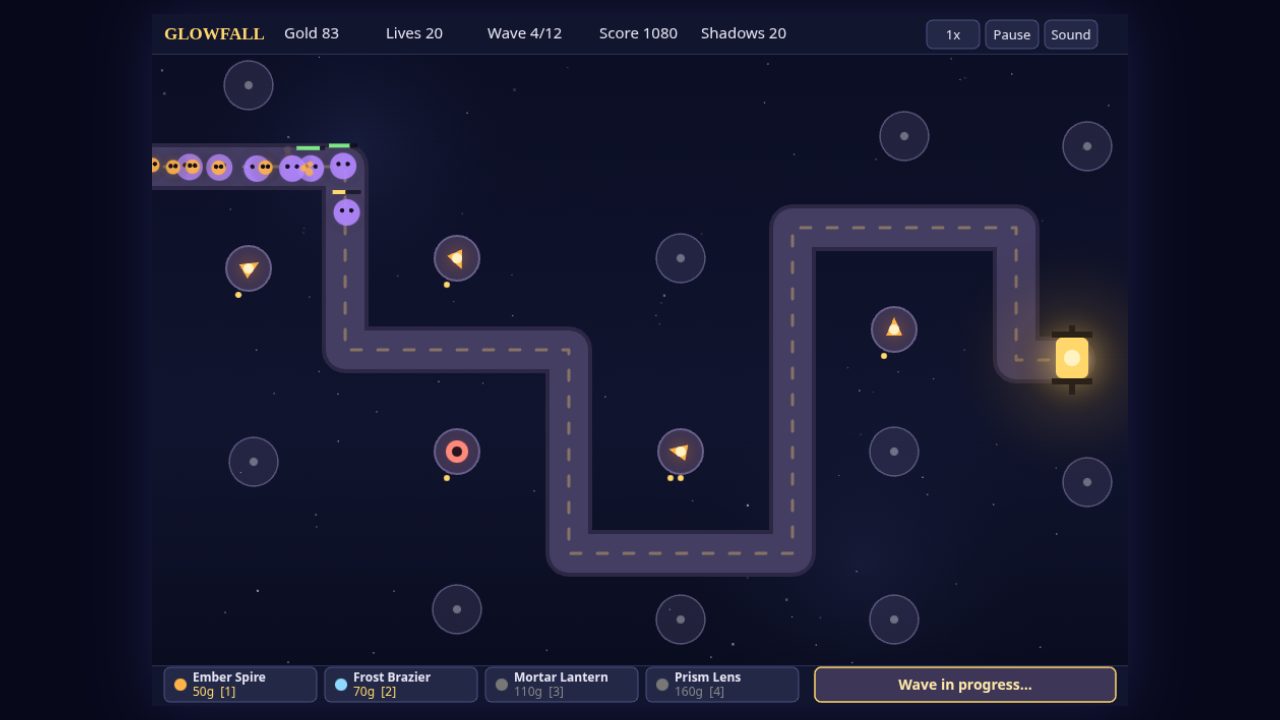 GLOWFALL Gold 83 Lives 20 Wave 4/12 Score 1080 Shadows 20 1x Pause Sound
Ember Spire
50g [1]
Frost Brazier
70g [2]
Mortar Lantern
110g [3]
Prism Lens
160g [4]
Wave in progress...